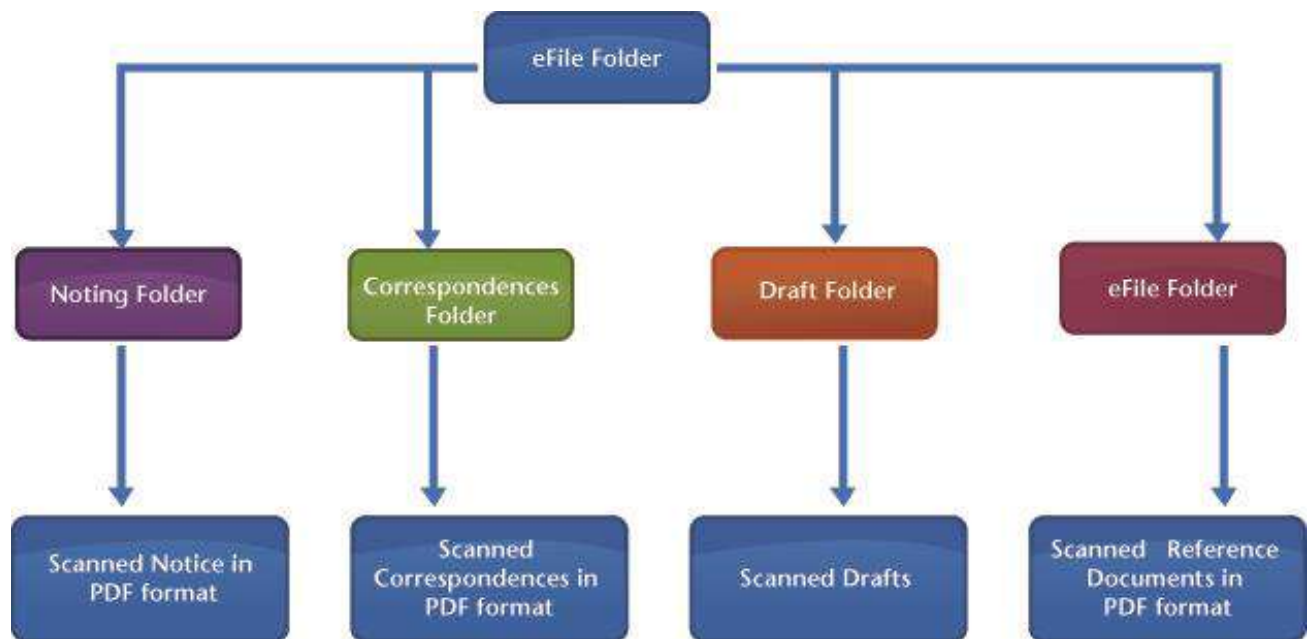 eFile Folder
Noting Folder
Correspondences
Folder
Draft Folder
eFile Folder
Scanned Notice in
PDF format
Scanned
Correspondences in
PDF format
Scanned Drafts
Scanned Reference
Documents in
PDF format